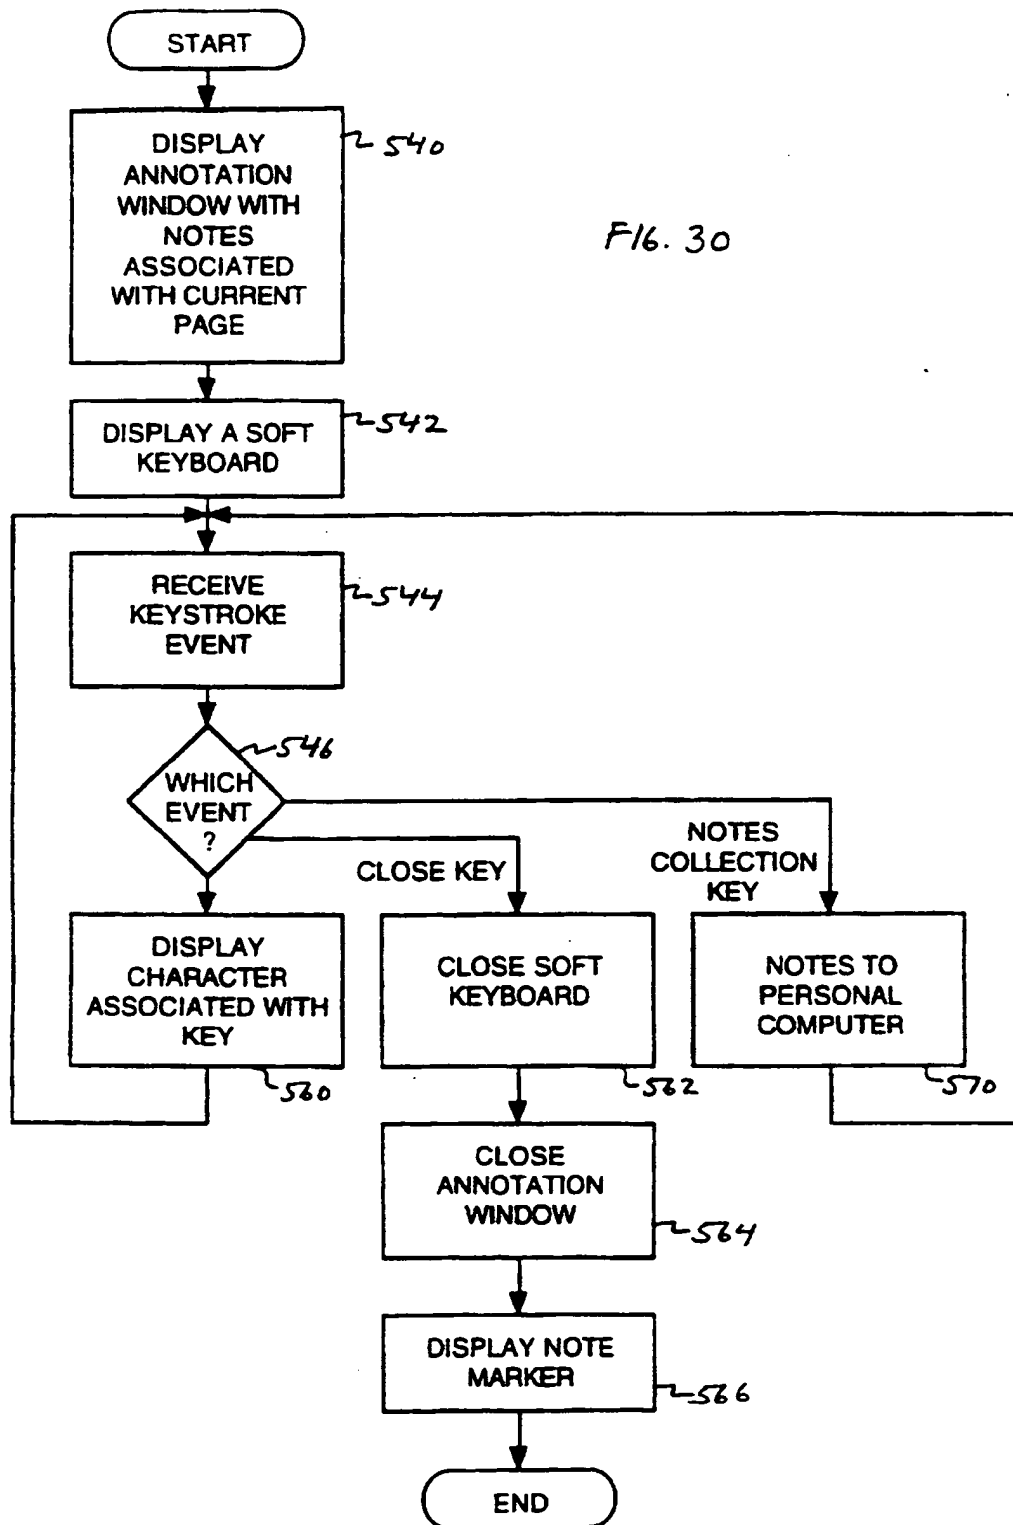 START
DISPLAY
ANNOTATION
WINDOW WITH
NOTES
ASSOCIATED
WITH CURRENT
PAGE
540
FIG. 30
DISPLAY A SOFT
KEYBOARD
542
RECEIVE
KEYSTROKE
EVENT
544
546
WHICH
EVENT
?
CLOSE KEY
NOTES
COLLECTION
KEY
DISPLAY
CHARACTER
ASSOCIATED WITH
KEY
560
CLOSE SOFT
KEYBOARD
562
NOTES TO
PERSONAL
COMPUTER
570
CLOSE
ANNOTATION
WINDOW
564
DISPLAY NOTE
MARKER
566
END